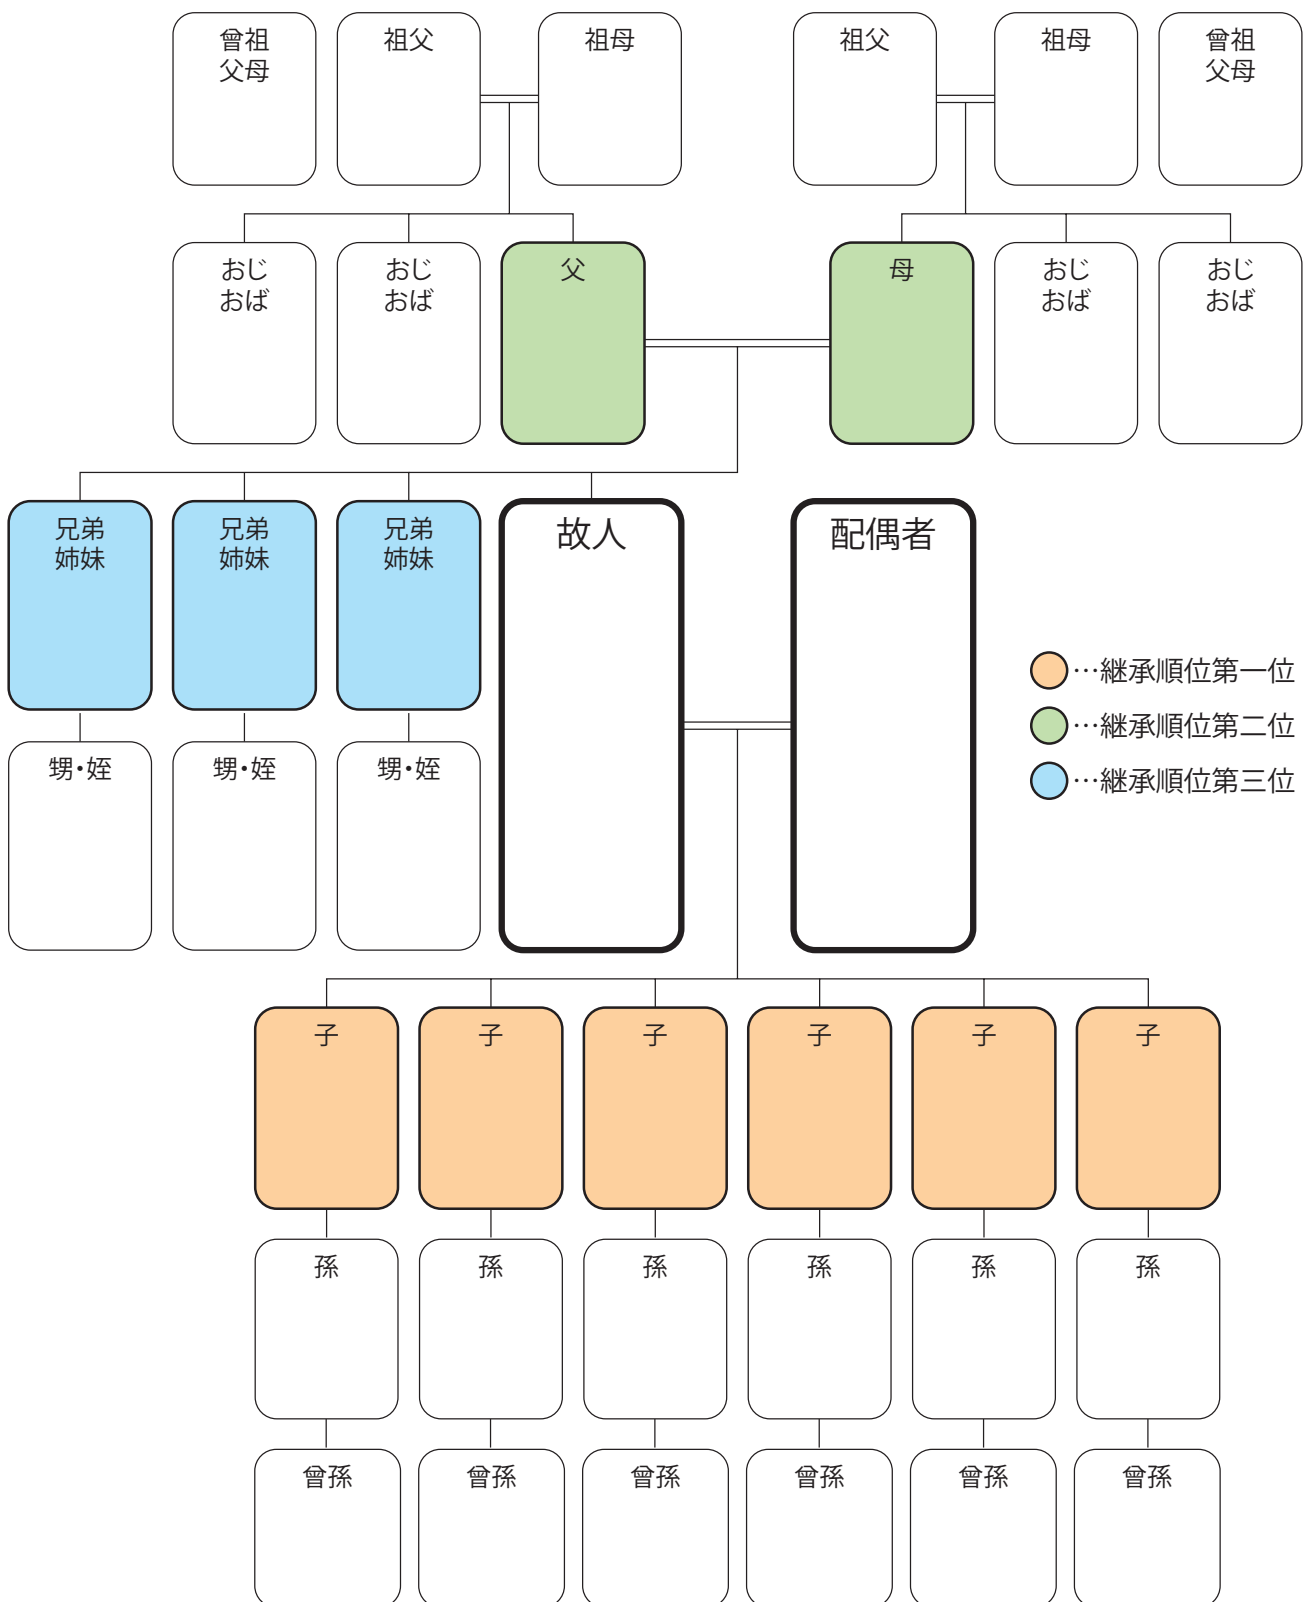 曾祖
父母
祖父
祖母
祖父
祖母
曾祖
父母
おじ
おば
おじ
おば
父
母
おじ
おば
おじ
おば
兄弟
姉妹
兄弟
姉妹
兄弟
姉妹
故人
配偶者
…継承順位第一位
…継承順位第二位
…継承順位第三位
甥・姪
甥・姪
甥・姪
子
子
子
子
子
子
孫
孫
孫
孫
孫
孫
曾孫
曾孫
曾孫
曾孫
曾孫
曾孫